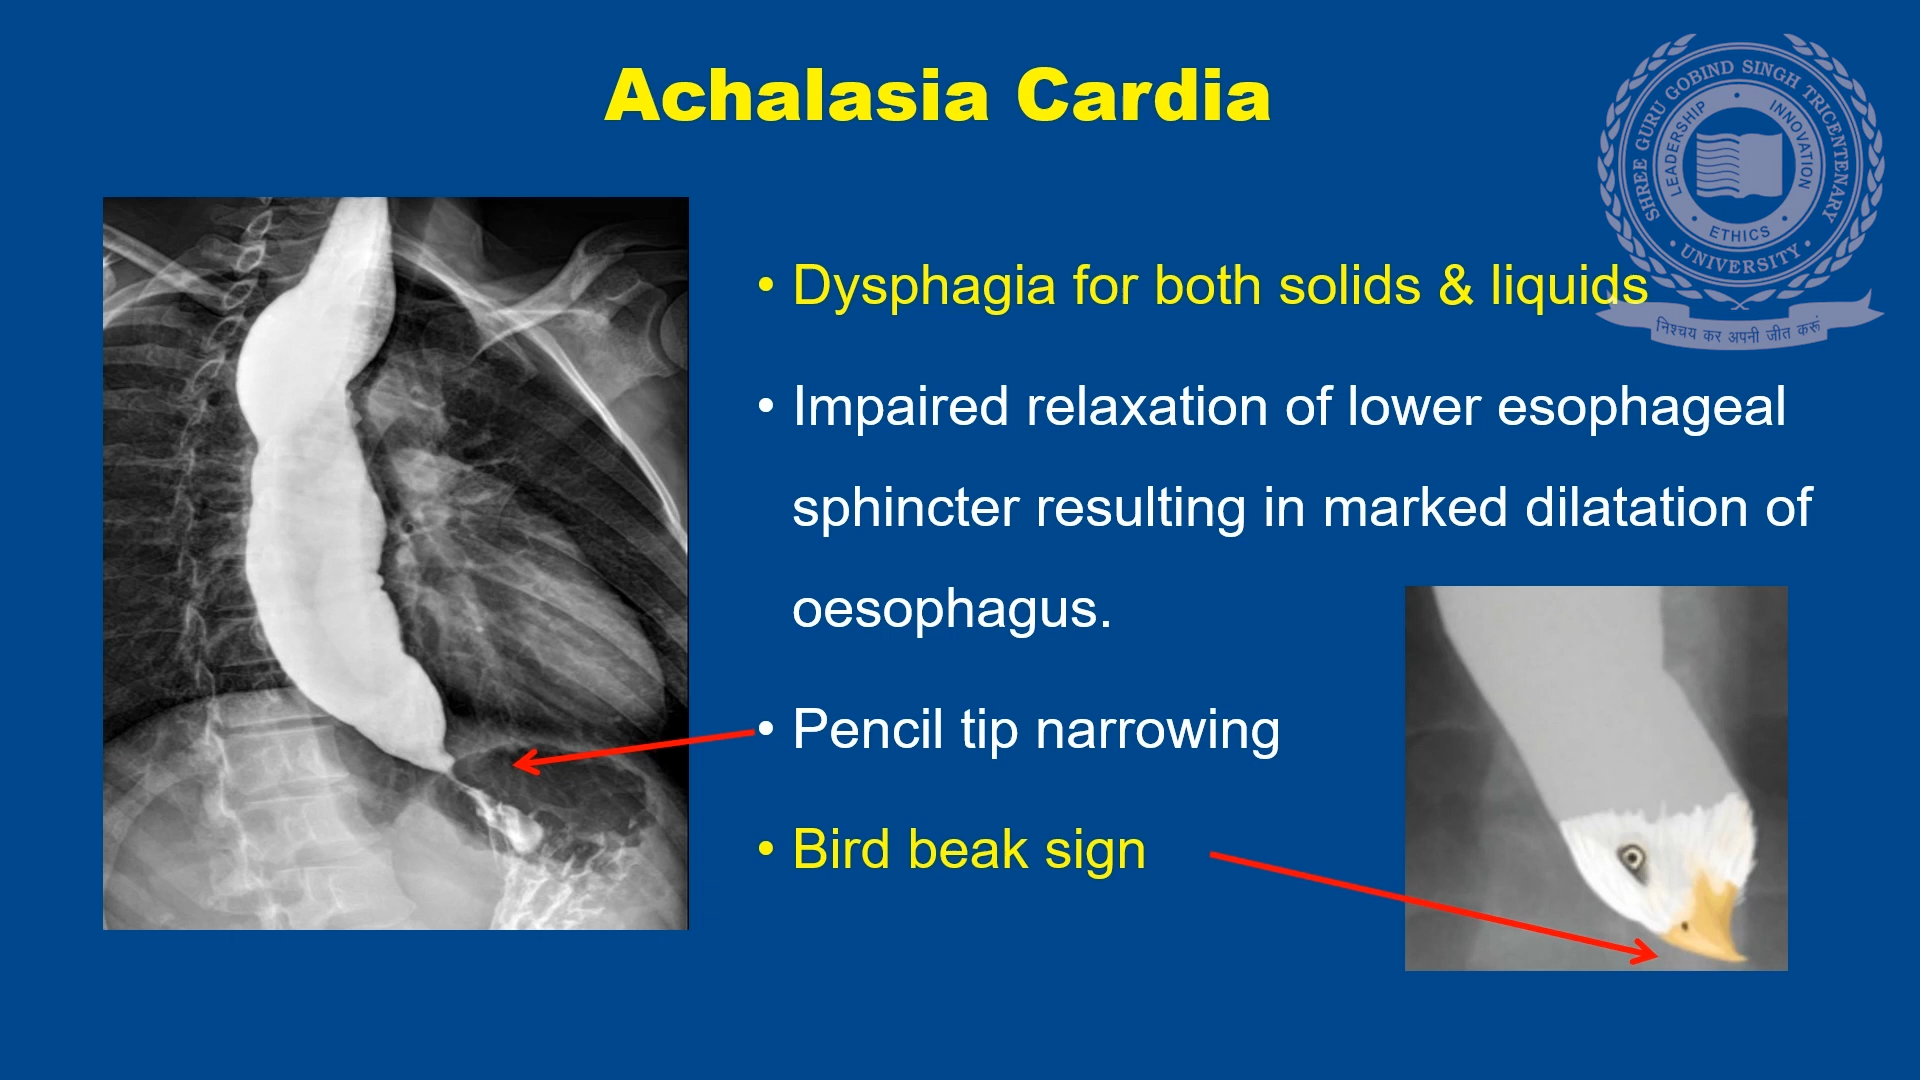 Achalasia Cardia
SHREE GURU GOBIND SINGH TRICENTENARY
• UNIVERSITY •
LEADERSHIP • INNOVATION
• ETHICS •
निश्चय कर अपनी जीत करूं
• Dysphagia for both solids & liquids
• Impaired relaxation of lower esophageal
sphincter resulting in marked dilatation of
oesophagus.
• Pencil tip narrowing
• Bird beak sign